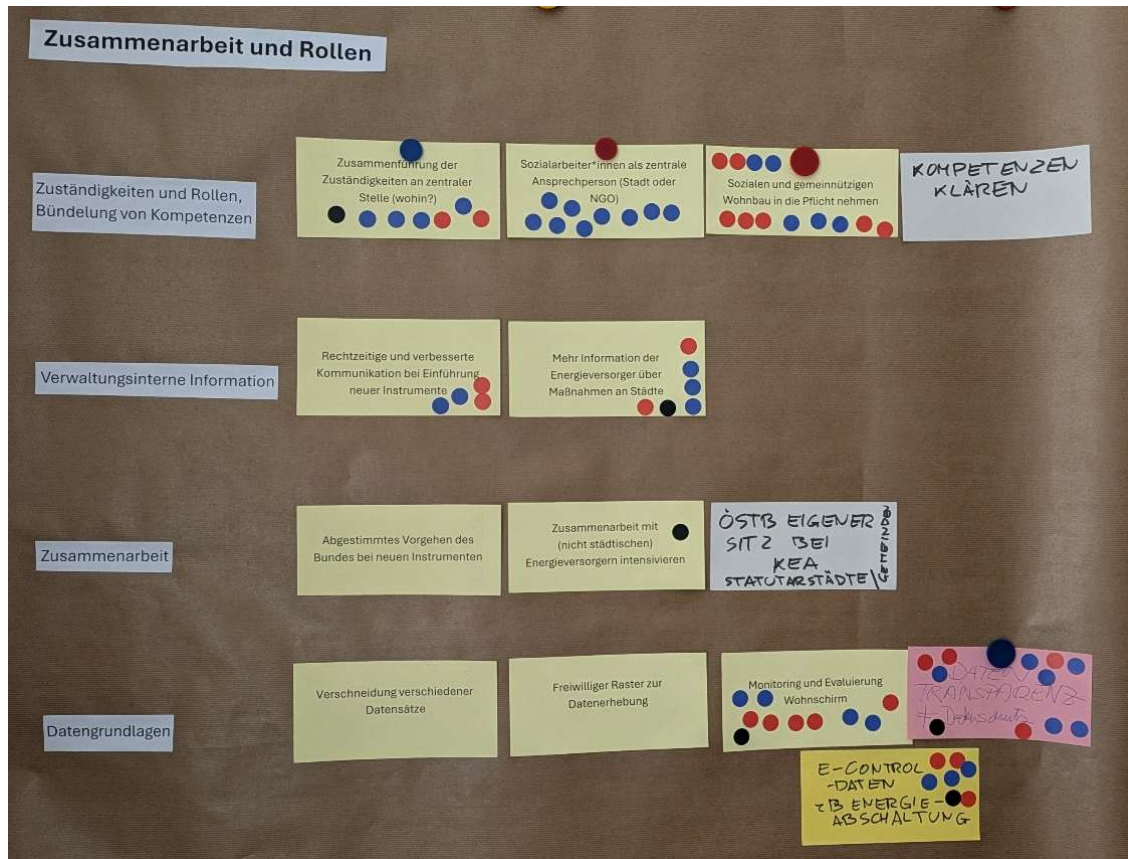 Zusammenarbeit und Rollen
Zuständigkeiten und Rollen,
Bündelung von Kompetenzen
Zusammenführung der
Zuständigkeiten an zentraler
Stelle (wohin?)
Sozialarbeiter*innen als zentrale
Ansprechperson (Stadt oder
NGO)
Sozialen und gemeinnützigen
Wohnbau in die Pflicht nehmen
KOMPETENZEN
KLÄREN
Verwaltungsinterne Information
Rechtzeitige und verbesserte
Kommunikation bei Einführung
neuer Instrumente
Mehr Information der
Energieversorger über
Maßnahmen an Städte
Zusammenarbeit
Abgestimmtes Vorgehen des
Bundes bei neuen Instrumenten
Zusammenarbeit mit
(nicht städtischen)
Energieversorgern intensivieren
ÖSTB EIGENER
SITZ BEI
KEA
STATUTARSTÄDTE/
GEMEINDEN
Datengrundlagen
Verschneidung verschiedener
Datensätze
Freiwilliger Raster zur
Datenerhebung
Monitoring und Evaluierung
Wohnschirm
DATEN
TRANSPARENZ
+ Datenschutz
E-CONTROL
-DATEN
zB ENERGIE-
ABSCHALTUNG